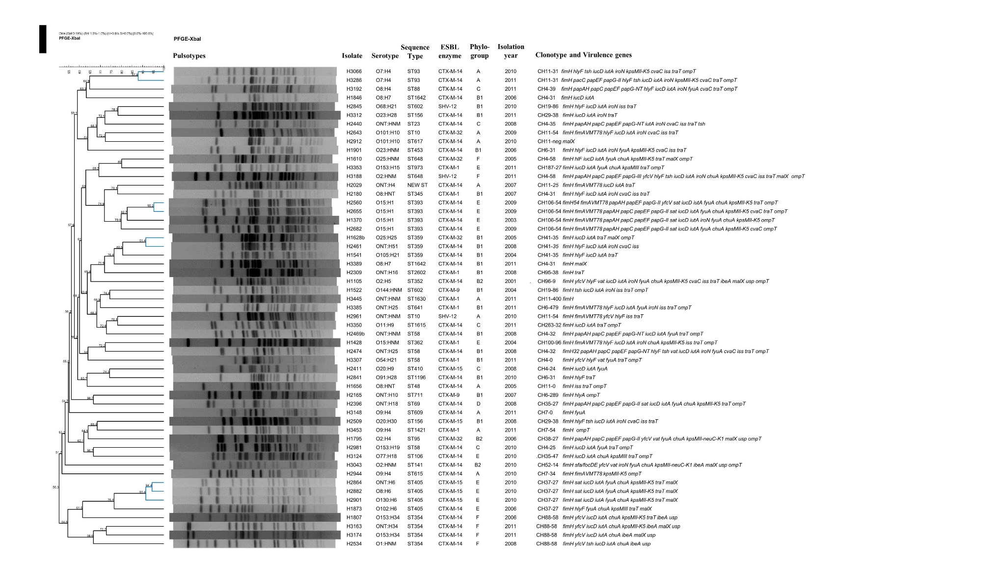 Dice (Opt:0.19%) (Tol 1.0%-1.0%) (H>0.0% S>0.0%) [0.0%-100.0%]
PFGE-XbaI PFGE-XbaI
Pulsotypes Isolate Serotype Sequence Type ESBL enzyme Phylo-group Isolation year Clonotype and Virulence genes
55 60 65 70 75 80 85 90 95 100
H3066 O7:H4 ST93 CTX-M-14 A 2010 CH11-31 fimH hlyF tsh iucD iutA iroN kpsMII-K5 cvaC iss traT ompT
H3286 O7:H4 ST93 CTX-M-14 A 2011 CH11-31 fimH pacC papEF papG-II hlyF tsh iucD iutA iroN kpsMII-K5 cvaC traT ompT
H3192 O8:H4 ST88 CTX-M-14 C 2011 CH4-39 fimH papAH papC papEF papG-NT hlyF iucD iutA iroN fyuA cvaC traT ompT
H1846 O8:H7 ST1642 CTX-M-14 B1 2006 CH4-31 fimH iucD iutA
H2845 O68:H21 ST602 SHV-12 B1 2010 CH19-86 fimH hlyF iucD iutA iroN iss traT
H3312 O23:H28 ST156 CTX-M-14 B1 2011 CH29-38 fimH iucD iutA iroN traT
H2440 ONT:HNM ST23 CTX-M-14 C 2008 CH4-35 fimH papAH papC papEF papG-NT iutA iroN cvaC iss traT tsh
H2643 O101:H10 ST10 CTX-M-32 A 2009 CH11-54 fimH fimAVMT78 hlyF iucD iutA iroN cvaC iss traT
H2912 O101:H10 ST617 CTX-M-14 A 2010 CH11-neg malX
H1901 O23:HNM ST453 CTX-M-14 B1 2006 CH6-31 fimH hlyF iucD iutA iroN fyuA kpsMII-K5 cvaC iss traT
H1610 O25:HNM ST648 CTX-M-32 F 2005 CH4-58 fimH hlF iucD iutA fyuA chuA kpsMII-K5 traT malX ompT
H3353 O153:H15 ST973 CTX-M-1 E 2011 CH187-27 fimH iucD iutA fyuA chuA kpsMIII traT ompT
H3188 O2:HNM ST648 SHV-12 F 2011 CH4-58 fimH papAH papC papEF papG-III yfcV hlyF tsh iucD iutA iroN chuA kpsMII-K5 cvaC iss traT malX ompT
H2029 ONT:H4 NEW ST CTX-M-14 A 2007 CH11-25 fimH fimAVMT78 iucD iutA traT
H2180 O8:HNT ST345 CTX-M-1 B1 2007 CH4-31 fimH hlyF iucD iutA iroN cvaC iss traT
H2560 O15:H1 ST393 CTX-M-14 E 2009 CH106-54 fimH54 fimAVMT78 papAH papEF papG-II yfcV sat iucD iutA fyuA chuA kpsMII-K5 traT ompT
H2655 O15:H1 ST393 CTX-M-14 E 2009 CH106-54 fimH fimAVMT78 papAH papC papEF papG-II sat iucD iutA fyuA chuA kpsMII-K5 cvaC traT ompT
H1370 O15:H1 ST393 CTX-M-14 E 2003 CH106-54 fimH fimAVMT78 papAH papC papEF papG-II sat iucD iutA iroN fyuA chuA kpsMII-K5 ompT
H2682 O15:H1 ST393 CTX-M-14 E 2009 CH106-54 fimH fimAVMT78 papAH papC papEF papG-II sat iucD iutA fyuA chuA kpsMII-K5 cvaC ompT
H1628b O25:H25 ST359 CTX-M-32 B1 2005 CH41-35 fimH iucD iutA traT malX ompT
H2461 ONT:H51 ST359 CTX-M-14 B1 2008 CH41-35 fimH hlyF iucD iutA iroN cvaC iss
H1541 O105:H21 ST359 CTX-M-14 B1 2004 CH41-35 fimH hlyF iucD iutA traT
H3389 O8:H7 ST1642 CTX-M-14 B1 2011 CH4-31 fimH malX
H2309 ONT:H16 ST2602 CTX-M-1 B1 2008 CH95-38 fimH traT
H1105 O2:H5 ST352 CTX-M-14 B2 2001 . CH96-9 fimH yfcV hlyF vat iucD iutA iroN fyuA chuA kpsMII-K5 cvaC iss traT ibeA malX usp ompT
H1522 O144:HNM ST602 CTX-M-9 B1 2004 CH19-86 fimH tsh iucD iutA iroN iss traT ompT
H3445 ONT:HNM ST1630 CTX-M-1 A 2011 CH11-400 fimH
H3385 ONT:H25 ST641 CTX-M-1 B1 2011 CH6-479 fimH fimAVMT78 hlyF iucD iutA fyuA iroN iss traT ompT
H2961 ONT:HNM ST10 SHV-12 A 2010 CH11-54 fimH fimAVMT78 yfcV hlyF iss traT
H3350 O11:H9 ST1615 CTX-M-14 C 2011 CH263-32 fimH iucD iutA traT ompT
H2469b ONT:HNM ST58 CTX-M-14 B1 2008 CH4-32 fimH papAH papC papEF papG-NT iucD iutA fyuA traT ompT
H1428 O15:HNM ST362 CTX-M-1 E 2004 CH100-96 fimH fimAVMT78 hlyF iucD iutA iroN chuA kpsMII-K5 iss traT ompT
H2474 ONT:H25 ST58 CTX-M-14 B1 2008 CH4-32 fimH32 papAH papC papEF papG-NT hlyF tsh vat iucD iutA iroN fyuA cvaC iss traT ompT
H3307 O54:H21 ST58 CTX-M-1 B1 2011 CH4-0 fimH yfcV hlyF vat fyuA traT ompT
H2411 O20:H9 ST410 CTX-M-15 C 2008 CH4-24 fimH iucD iutA fyuA
H2841 O91:H28 ST1196 CTX-M-14 B1 2010 CH6-31 fimH hlyF traT
H1656 O8:HNT ST48 CTX-M-14 A 2005 CH11-0 fimH iss traT ompT
H2165 ONT:H10 ST711 CTX-M-9 B1 2007 CH6-289 fimH hlyA ompT
H2396 ONT:H18 ST69 CTX-M-14 D 2008 CH35-27 fimH papAH papC papEF papG-II sat iucD iutA fyuA chuA kpsMII-K5 traT ompT
H3148 O9:H4 ST609 CTX-M-14 A 2011 CH7-0 fimH fyuA
H2509 O20:H30 ST156 CTX-M-15 B1 2008 CH29-38 fimH hlyF tsh iucD iutA iroN cvaC iss traT
H3453 O9:H4 ST1421 CTX-M-1 A 2011 CH7-54 fimH ompT
H1795 O2:H4 ST95 CTX-M-32 B2 2006 CH38-27 fimH papAH papC papEF papG-II yfcV vat fyuA chuA kpsMII-neuC-K1 malX usp ompT
H2981 O153:H19 ST58 CTX-M-14 C 2010 CH4-25 fimH iucD iutA fyuA traT ompT
H3124 O77:H18 ST106 CTX-M-14 E 2010 .CH35-47 fimH iucD iutA chuA kpsMIII traT ompT
H3043 O2:HNM ST141 CTX-M-14 B2 2010 CH52-14 fimH sfa/focDE yfcV vat iroN fyuA chuA kpsMII-neuC-K1 ibeA malX usp ompT
H2944 O9:H4 ST615 CTX-M-14 A 2010 CH7-34 fimH fimAVMT78 kpsMII-K5 ompT
H2864 ONT:H6 ST405 CTX-M-15 E 2010 CH37-27 fimH sat iucD iutA fyuA chuA kpsMII-K5 traT malX
H2882 O8:H6 ST405 CTX-M-15 E 2010 CH37-27 fimH sat iucD iutA fyuA chuA kpsMII-K5 traT malX
H2901 O130:H6 ST405 CTX-M-15 E 2010 CH37-27 fimH sat iucD iutA fyuA chuA kpsMII-K5 traT malX
H1873 O102:H6 ST405 CTX-M-14 E 2006 CH37-27 fimH hlyF fyuA chuA kpsMIII traT malX
H1807 O153:H34 ST354 CTX-M-14 F 2006 CH88-58 fimH yfcV iucD iutA chuA kpsMII-K5 traT ibeA usp
H3163 ONT:H34 ST354 CTX-M-14 F 2011 CH88-58 fimH yfcV iucD iutA chuA kpsMII-K5 ibeA malX usp
H3174 O153:H34 ST354 CTX-M-14 F 2011 CH88-58 fimH yfcV iucD iutA chuA ibeA malX usp
H2534 O1:HNM ST354 CTX-M-14 F 2008 CH88-58 fimH yfcV tsh iucD iutA chuA ibeA usp